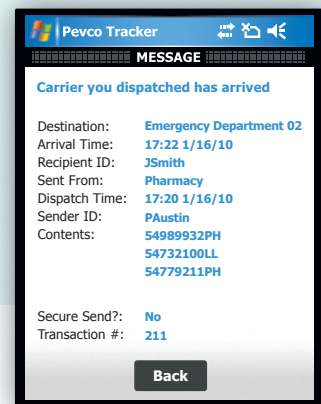 Pevco Tracker
MESSAGE
Carrier you dispatched has arrived
Destination: Emergency Department 02
Arrival Time: 17:22 1/16/10
Recipient ID: JSmith
Sent From: Pharmacy
Dispatch Time: 17:20 1/16/10
Sender ID: PAustin
Contents: 54989932PH
54732100LL
54779211PH
Secure Send?: No
Transaction #: 211
Back